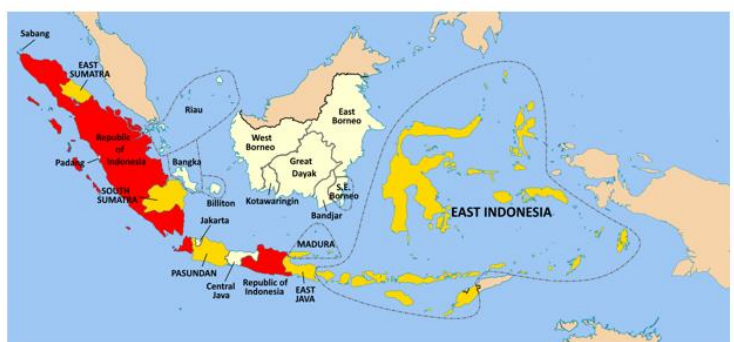 Sabang
EAST
SUMATRA
Riau
Republic
of
Indonesia
Padang
Bangka
SOUTH
SUMATRA
Billiton
West
Borneo
East
Borneo
Great
Dayak
S.E.
Borneo
Kotawaringin
Bandjar
EAST INDONESIA
Jakarta
MADURA
PASUNDAN
Central
Java
Republic of
Indonesia
EAST
JAVA